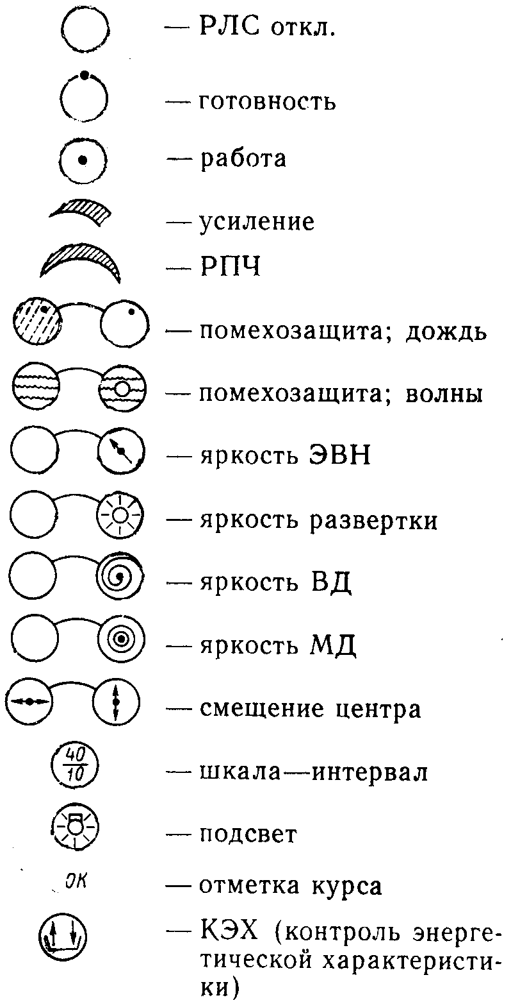 — РЛС откл.
— готовность
— работа
— усиление
— РПЧ
— помехозащита; дождь
— помехозащита; волны
— яркость ЭВН
— яркость развертки
— яркость ВД
— яркость МД
— смещение центра
40
10
— шкала—интервал
— подсвет
ОК — отметка курса
— КЭХ (контроль энерге-
тической характеристи-
ки)